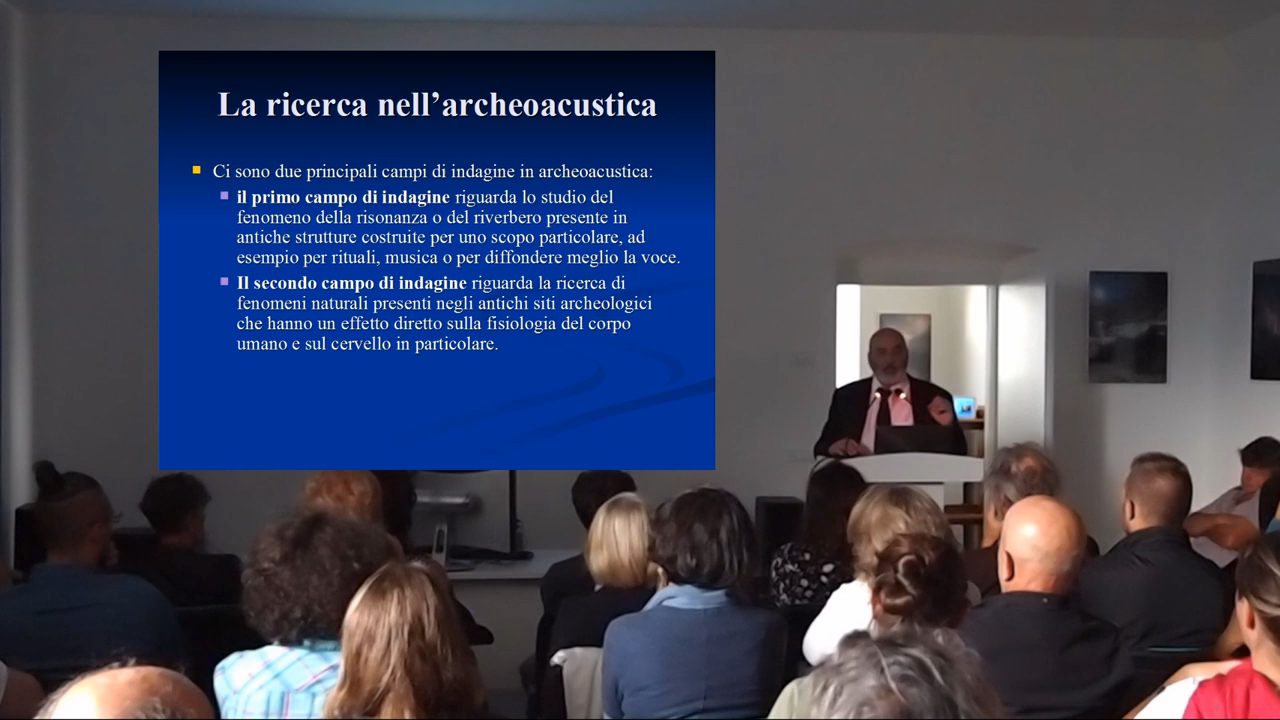 La ricerca nell’archeoacustica
Ci sono due principali campi di indagine in archeoacustica:
il primo campo di indagine riguarda lo studio del
fenomeno della risonanza o del riverbero presente in
antiche strutture costruite per uno scopo particolare, ad
esempio per rituali, musica o per diffondere meglio la voce.
Il secondo campo di indagine riguarda la ricerca di
fenomeni naturali presenti negli antichi siti archeologici
che hanno un effetto diretto sulla fisiologia del corpo
umano e sul cervello in particolare.